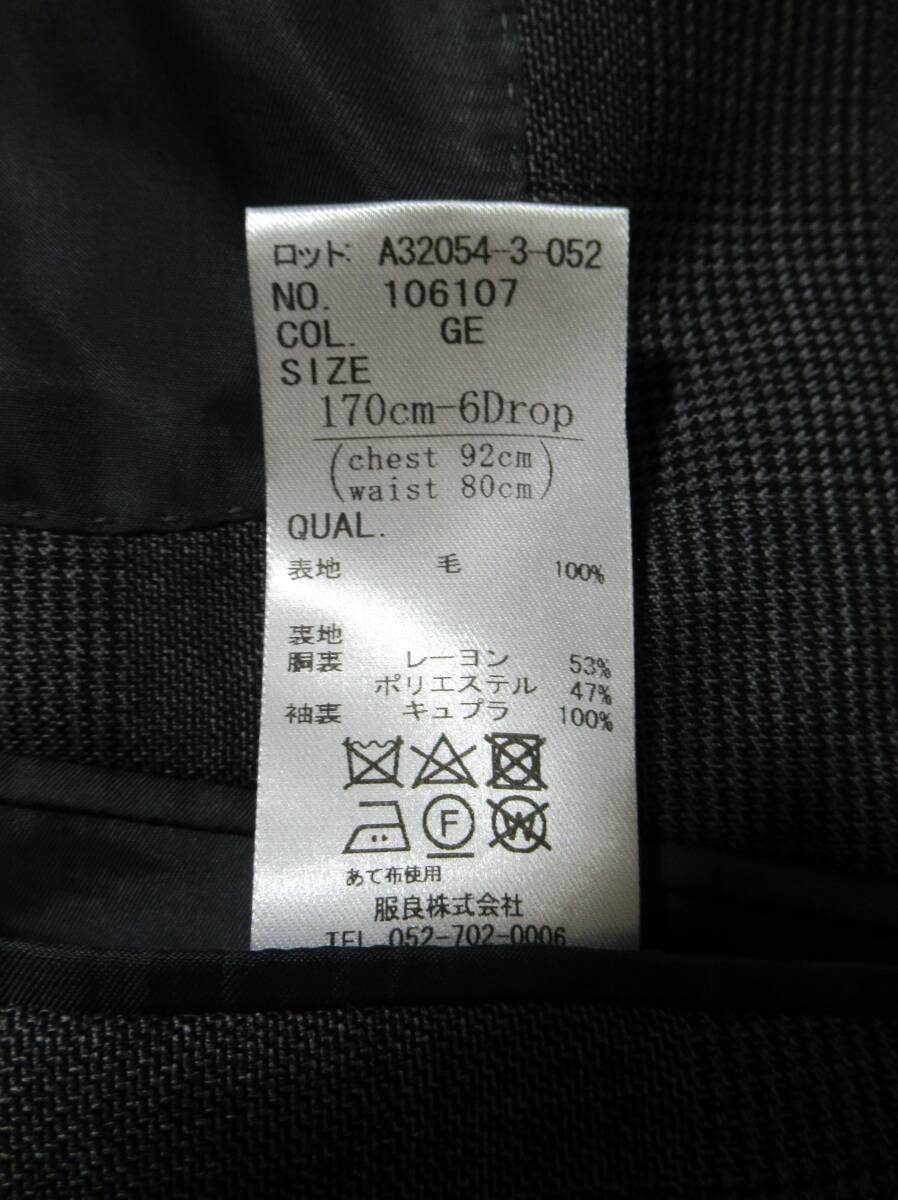 ロット: A32054-3-052
NO. 106107
COL. GE
SIZE
170cm-6Drop
(chest 92cm
waist 80cm)
QUAL.
表地 毛 100%
裏地
胴裏 レーヨン 53%
ポリエステル 47%
袖裏 キュプラ 100%
F W
あて布使用
服良株式会社
TEL 052-702-0006